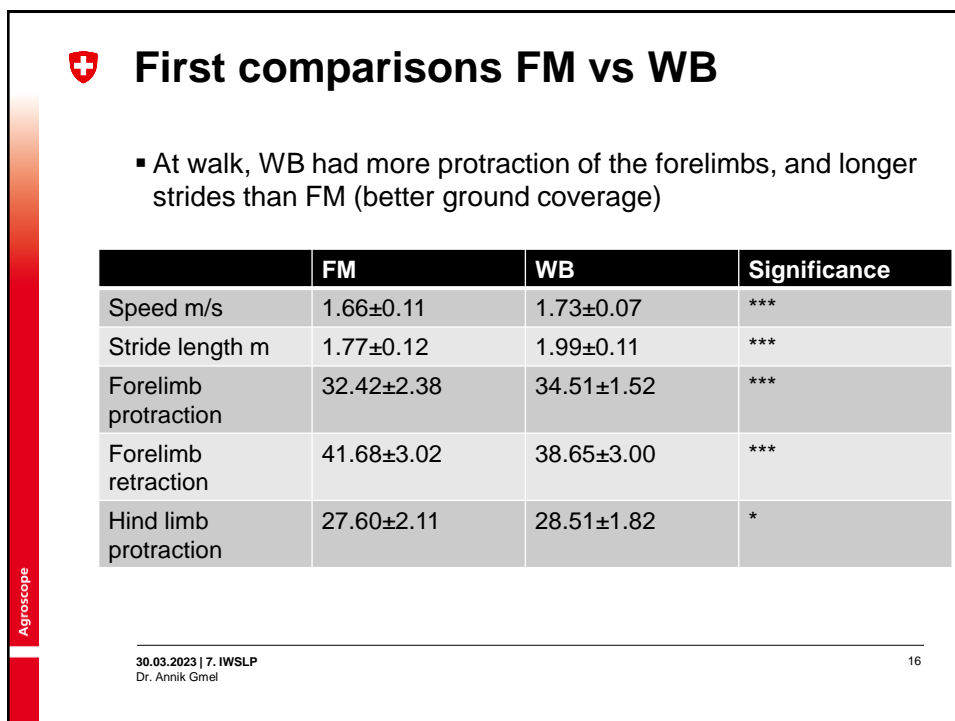 First comparisons FM vs WB
▪ At walk, WB had more protraction of the forelimbs, and longer
strides than FM (better ground coverage)
FM WB Significance
Speed m/s 1.66±0.11 1.73±0.07 ***
Stride length m 1.77±0.12 1.99±0.11 ***
Forelimb
protraction 32.42±2.38 34.51±1.52 ***
Forelimb
retraction 41.68±3.02 38.65±3.00 ***
Hind limb
protraction 27.60±2.11 28.51±1.82 *
Agroscope
30.03.2023 | 7. IWSLP
Dr. Annik Gmel
16